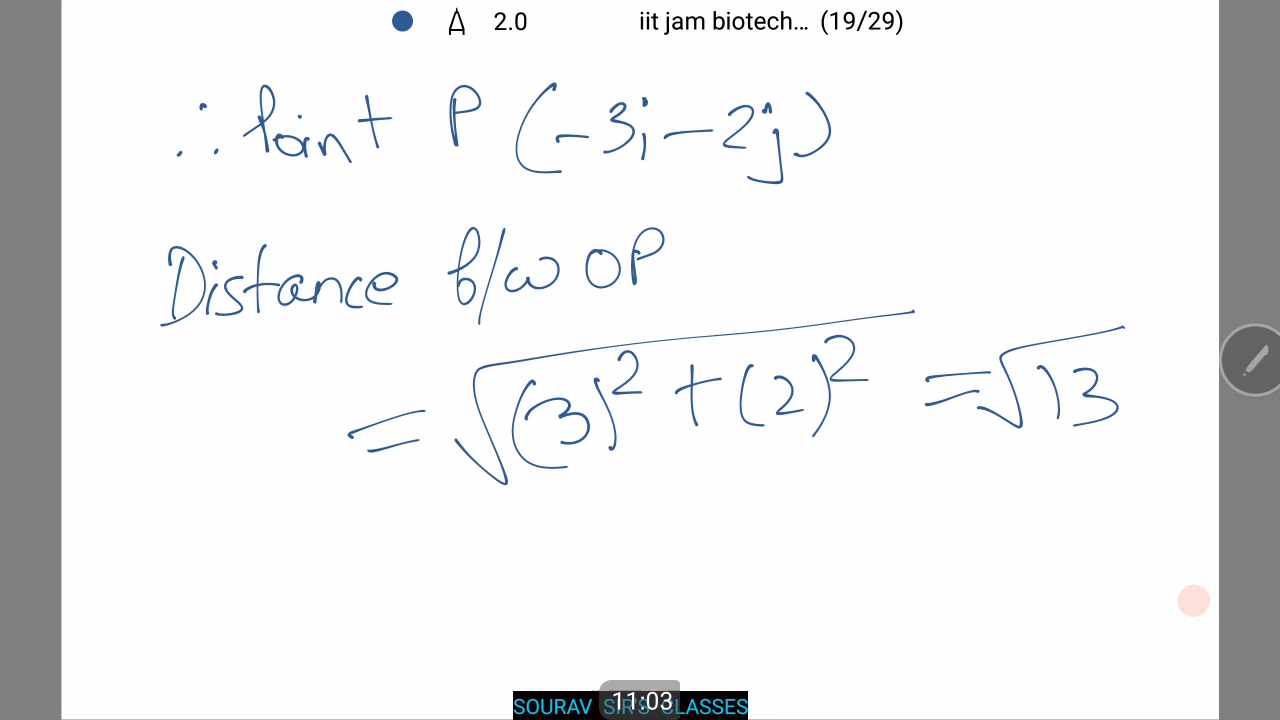 2.0 iit jam biotech... (19/29)
∴ Point P (-3i - 2j)
Distance b/w OP
= √(3)² + (2)² = √13
11:03
SOURAV SIR'S CLASSES